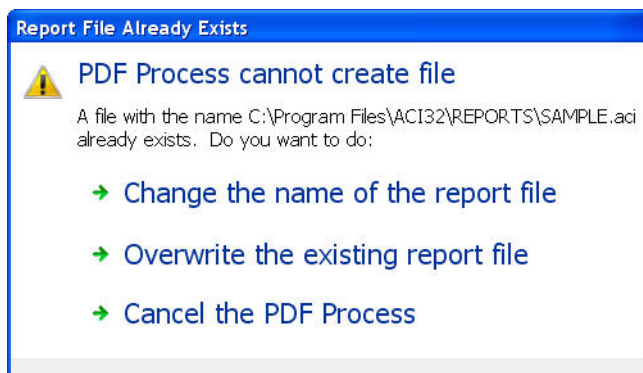 Report File Already Exists
PDF Process cannot create file
A file with the name C:\Program Files\ACI32\REPORTS\SAMPLE.aci
already exists. Do you want to do:
Change the name of the report file
Overwrite the existing report file
Cancel the PDF Process